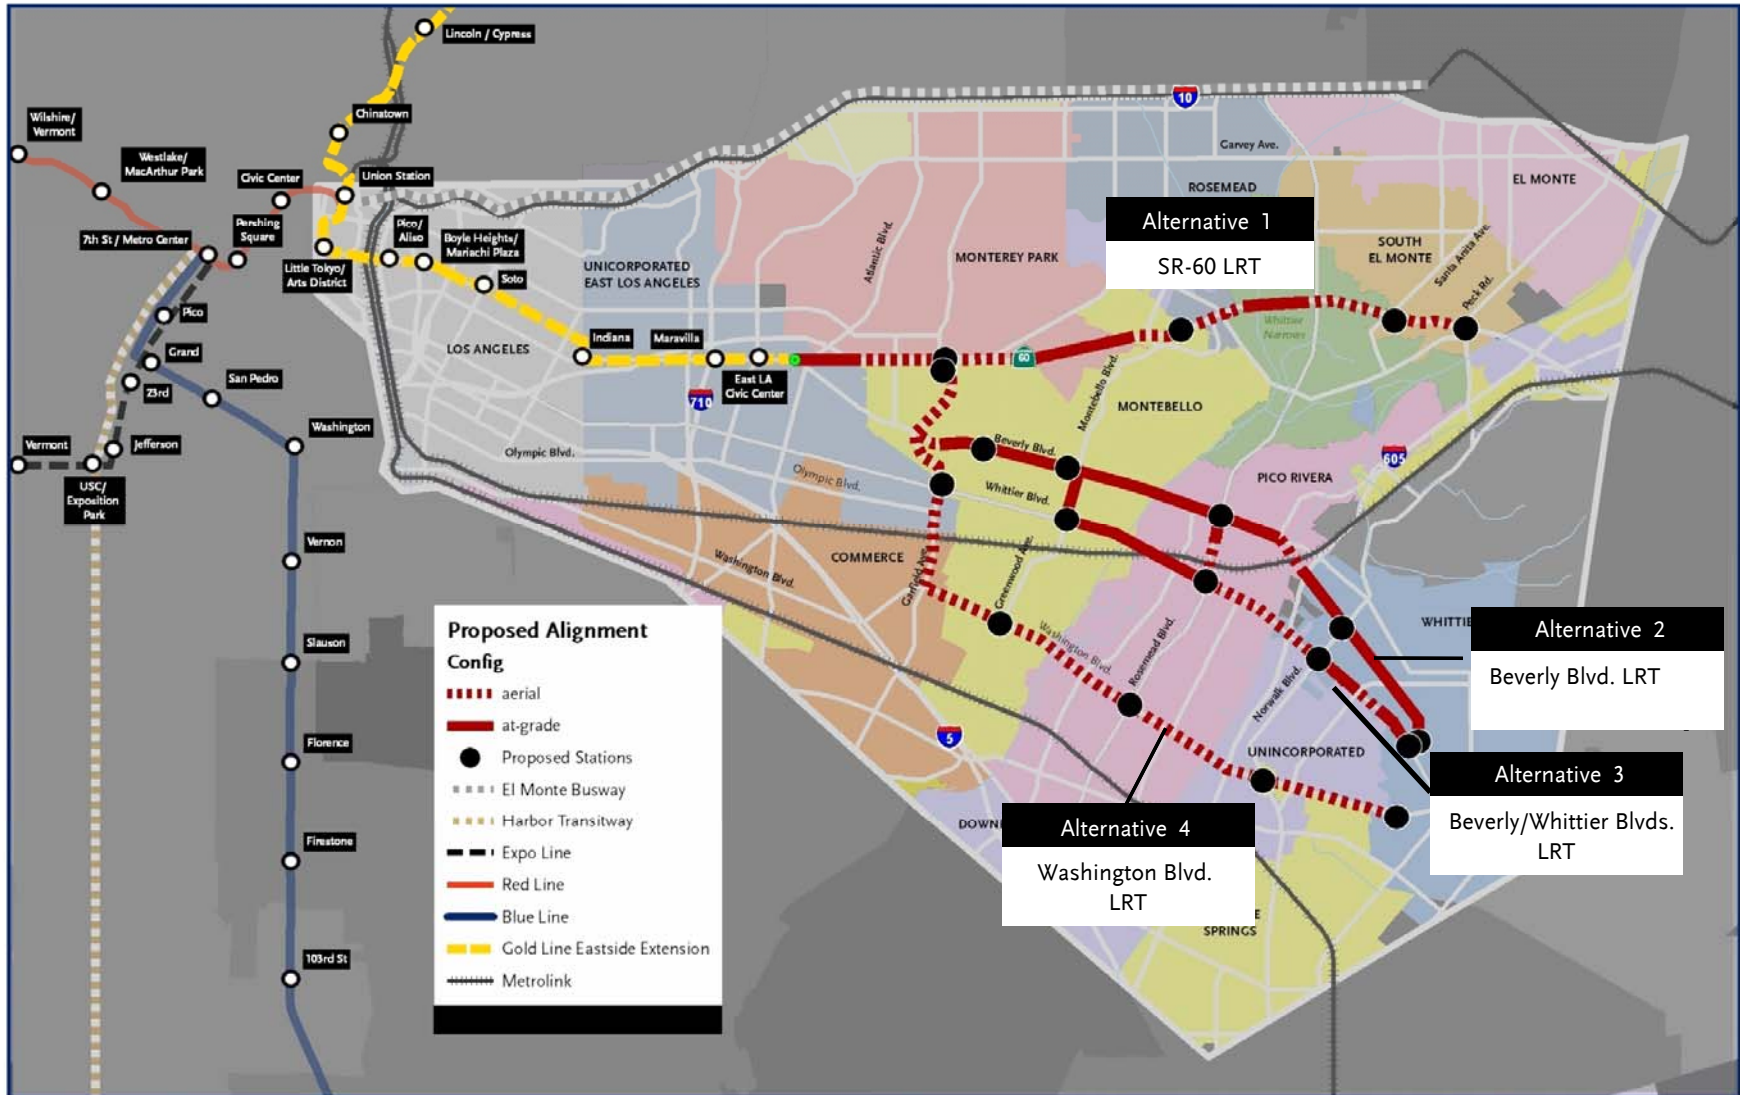 Lincoln / Cypress
Chinatown
Wilshire/
Vermont
Westlake/
MacArthur Park
Civic Center
Union Station
7th St / Metro Center
Pershing
Square
Little Tokyo/
Arts District
Pico/
Aliso
Boyle Heights/
Mariachi Plaza
Soto
Pico
Grand
23rd
San Pedro
Washington
Vermont
Jefferson
USC/
Exposition
Park
Vernon
Slauson
Florence
Firestone
103rd St
Indiana
Maravilla
East LA
Civic Center
LOS ANGELES
UNICORPORATED
EAST LOS ANGELES
710
10
60
605
5
Atlantic Blvd.
MONTEREY PARK
Garvey Ave.
ROSEMEAD
EL MONTE
SOUTH
EL MONTE
Santa Anita Ave.
Peck Rd.
Whittier
Narrows
Alternative 1
SR-60 LRT
Montebello Blvd.
MONTEBELLO
Beverly Blvd.
Whittier Blvd.
Olympic Blvd.
Olympic Blvd.
PICO RIVERA
COMMERCE
Washington Blvd.
Garfield Ave.
Greenwood Ave.
Washington Blvd.
Rosemead Blvd.
Norwalk Blvd.
UNINCORPORATED
WHITTIE
DOWN
E
SPRINGS
Alternative 2
Beverly Blvd. LRT
Alternative 3
Beverly/Whittier Blvds.
LRT
Alternative 4
Washington Blvd.
LRT
Proposed Alignment
Config
aerial
at-grade
Proposed Stations
El Monte Busway
Harbor Transitway
Expo Line
Red Line
Blue Line
Gold Line Eastside Extension
Metrolink